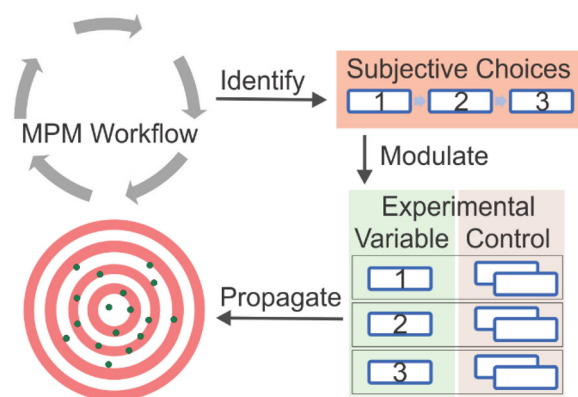 MPM Workflow
Identify
Subjective Choices
1 2 3
Modulate
Experimental
Variable Control
1
2
3
Propagate